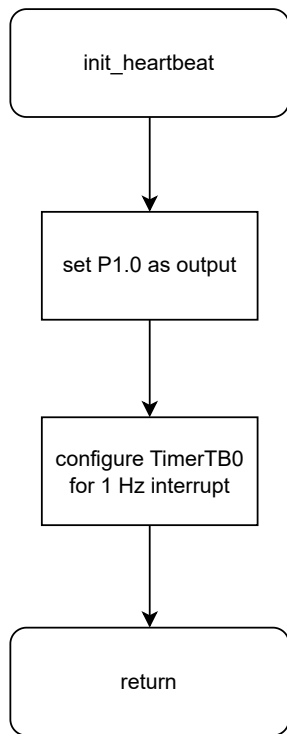 init_heartbeat
set P1.0 as output
configure TimerTB0
for 1 Hz interrupt
return